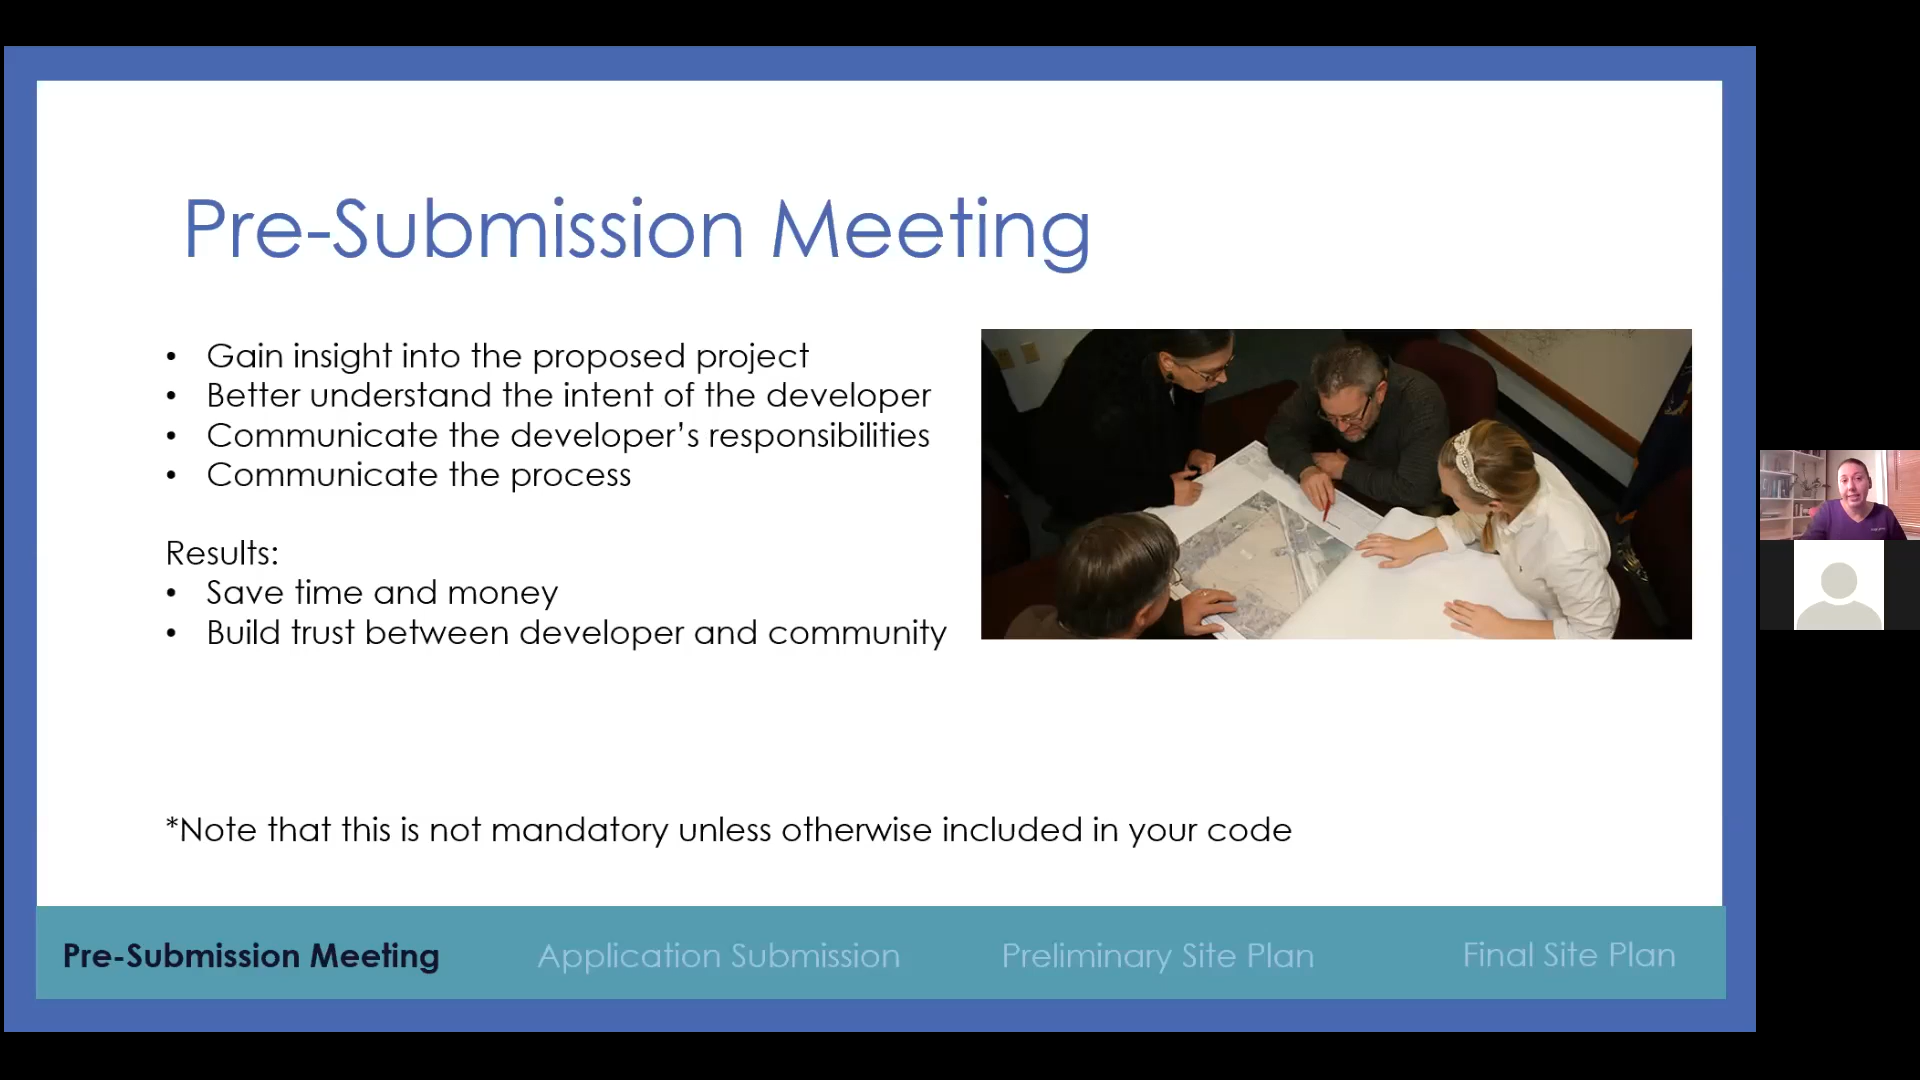 Pre-Submission Meeting
• Gain insight into the proposed project
• Better understand the intent of the developer
• Communicate the developer’s responsibilities
• Communicate the process
Results:
• Save time and money
• Build trust between developer and community
*Note that this is not mandatory unless otherwise included in your code
Pre-Submission Meeting
Application Submission
Preliminary Site Plan
Final Site Plan